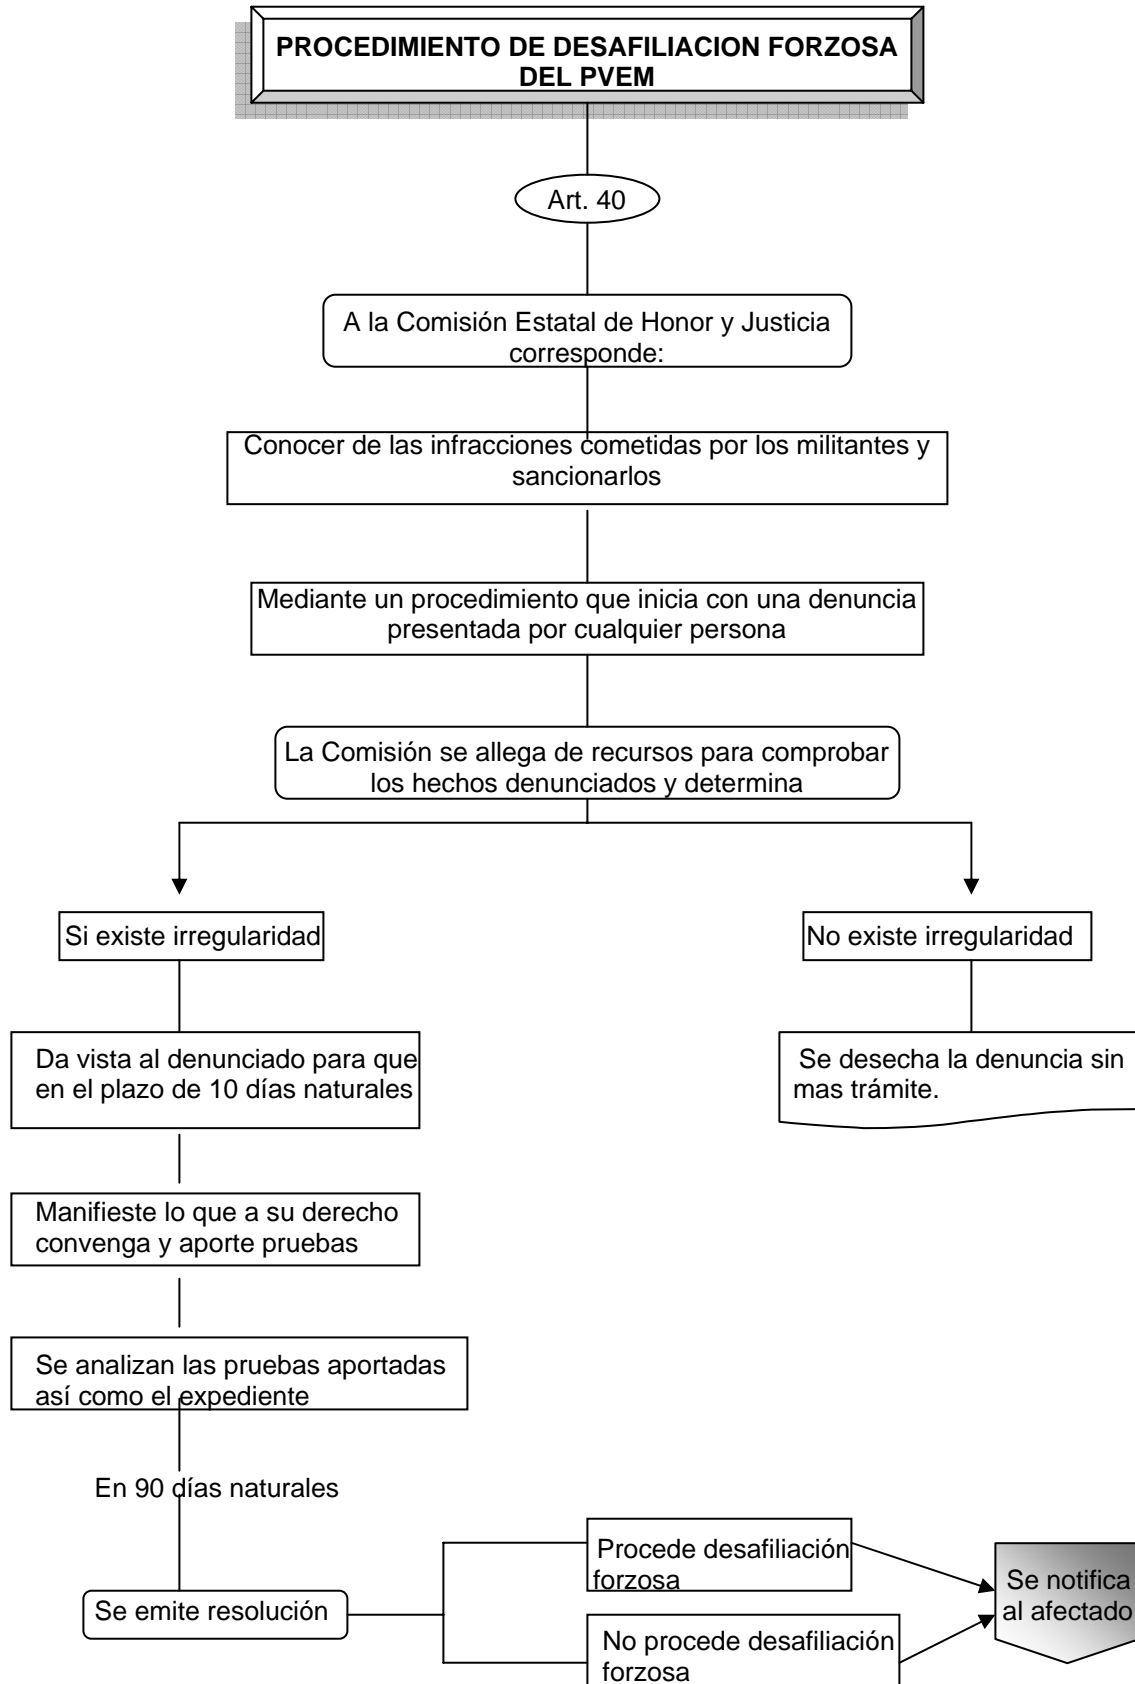 PROCEDIMIENTO DE DESAFILIACION FORZOSA
DEL PVEM
Art. 40
A la Comisión Estatal de Honor y Justicia
corresponde:
Conocer de las infracciones cometidas por los militantes y
sancionarlos
Mediante un procedimiento que inicia con una denuncia
presentada por cualquier persona
La Comisión se allega de recursos para comprobar
los hechos denunciados y determina
Si existe irregularidad
No existe irregularidad
Da vista al denunciado para que
en el plazo de 10 días naturales
Se desecha la denuncia sin
mas trámite.
Manifieste lo que a su derecho
convenga y aporte pruebas
Se analizan las pruebas aportadas
así como el expediente
En 90 días naturales
Se emite resolución
Procede desafiliación
forzosa
No procede desafiliación
forzosa
Se notifica
al afectado